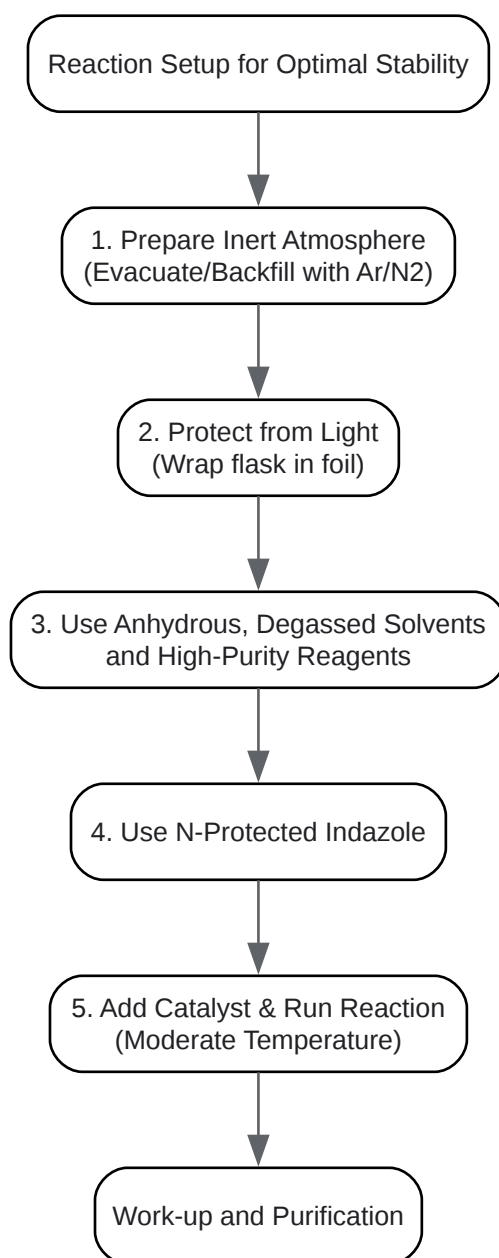 Reaction Setup for Optimal Stability
1. Prepare Inert Atmosphere
(Evacuate/Backfill with Ar/N2)
2. Protect from Light
(Wrap flask in foil)
3. Use Anhydrous, Degassed Solvents
and High-Purity Reagents
4. Use N-Protected Indazole
5. Add Catalyst & Run Reaction
(Moderate Temperature)
Work-up and Purification